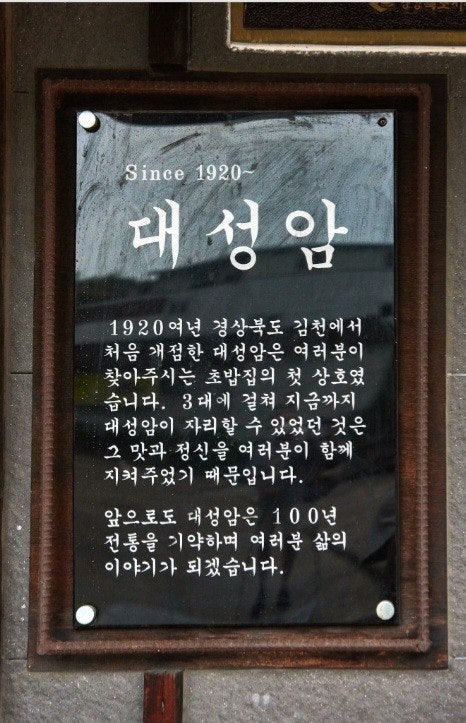 Since 1920~
대성암
1920여년 경상북도 김천에서
처음 개점한 대성암은 여러분이
찾아주시는 초밥집의 첫 상호였
습니다. 3대에 걸쳐 지금까지
대성암이 자리할 수 있었던 것은
그 맛과 정신을 여러분이 함께
지켜주었기 때문입니다.
앞으로도 대성암은 100년
전통을 기약하며 여러분 삶의
이야기가 되겠습니다.